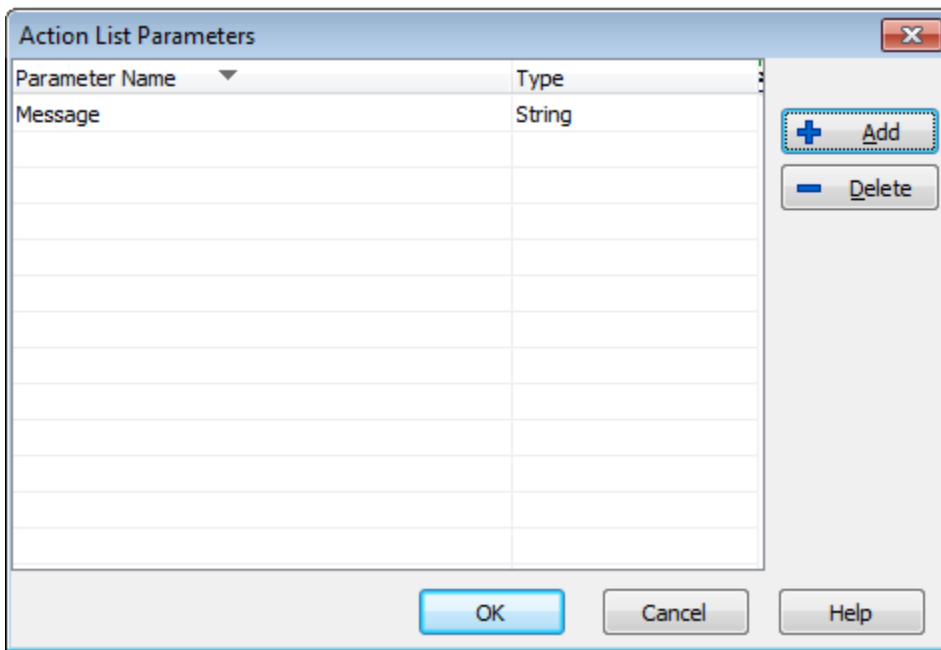 Action List Parameters
Parameter Name Type
Message String
Add
Delete
OK Cancel Help